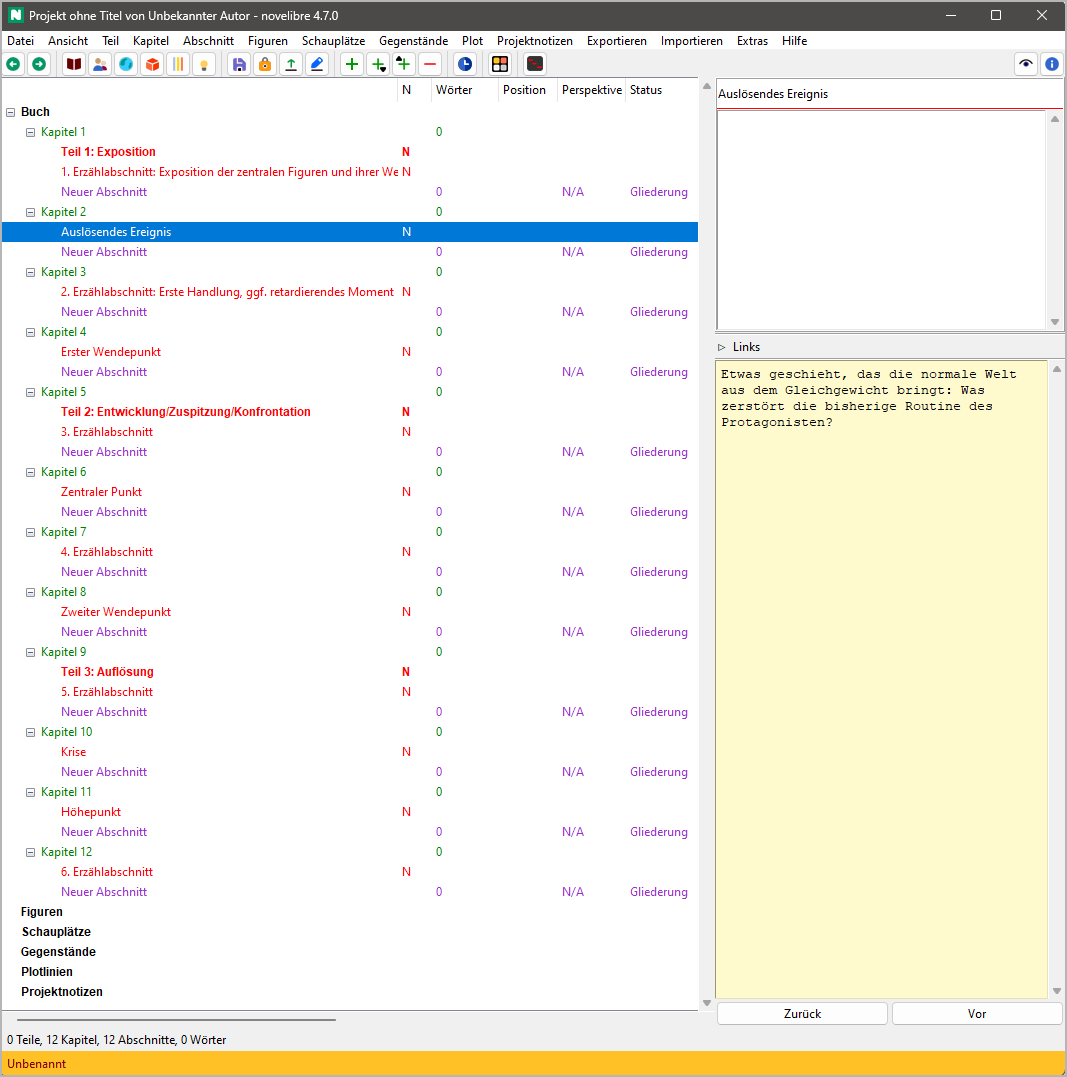 Projekt ohne Titel von Unbekannter Autor - novelibre 4.7.0
Datei Ansicht Teil Kapitel Abschnitt Figuren Schauplätze Gegenstände Plot Projektnotizen Exportieren Importieren Extras Hilfe
N Wörter Position Perspektive Status
Buch
Kapitel 1 0
Teil 1: Exposition N
1. Erzählabschnitt: Exposition der zentralen Figuren und ihrer We N
Neuer Abschnitt 0 N/A Gliederung
Kapitel 2 0
Auslösendes Ereignis N
Neuer Abschnitt 0 N/A Gliederung
Kapitel 3 0
2. Erzählabschnitt: Erste Handlung, ggf. retardierendes Moment N
Neuer Abschnitt 0 N/A Gliederung
Kapitel 4 0
Erster Wendepunkt N
Neuer Abschnitt 0 N/A Gliederung
Kapitel 5 0
Teil 2: Entwicklung/Zuspitzung/Konfrontation N
3. Erzählabschnitt N
Neuer Abschnitt 0 N/A Gliederung
Kapitel 6 0
Zentraler Punkt N
Neuer Abschnitt 0 N/A Gliederung
Kapitel 7 0
4. Erzählabschnitt N
Neuer Abschnitt 0 N/A Gliederung
Kapitel 8 0
Zweiter Wendepunkt N
Neuer Abschnitt 0 N/A Gliederung
Kapitel 9 0
Teil 3: Auflösung N
5. Erzählabschnitt N
Neuer Abschnitt 0 N/A Gliederung
Kapitel 10 0
Krise N
Neuer Abschnitt 0 N/A Gliederung
Kapitel 11 0
Höhepunkt N
Neuer Abschnitt 0 N/A Gliederung
Kapitel 12 0
6. Erzählabschnitt N
Neuer Abschnitt 0 N/A Gliederung
Figuren
Schauplätze
Gegenstände
Plotlinien
Projektnotizen
Auslösendes Ereignis
Links
Etwas geschieht, das die normale Welt
aus dem Gleichgewicht bringt: Was
zerstört die bisherige Routine des
Protagonisten?
Zurück Vor
0 Teile, 12 Kapitel, 12 Abschnitte, 0 Wörter
Unbenannt